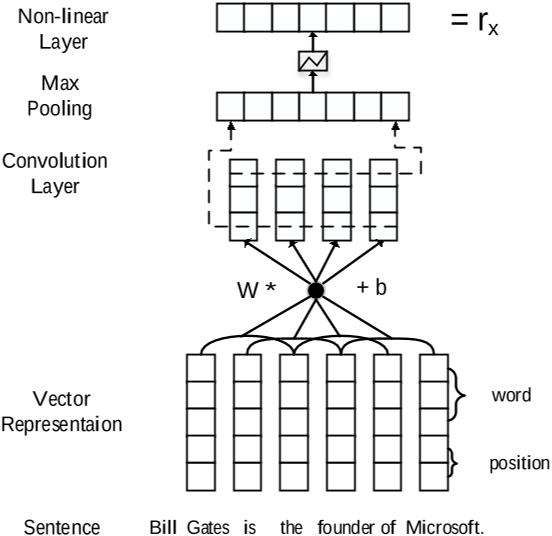 Non-linear
Layer
= rₓ
Max
Pooling
Convolution
Layer
W *
+ b
Vector
Representaion
word
position
Sentence
Bill Gates is the founder of Microsoft.